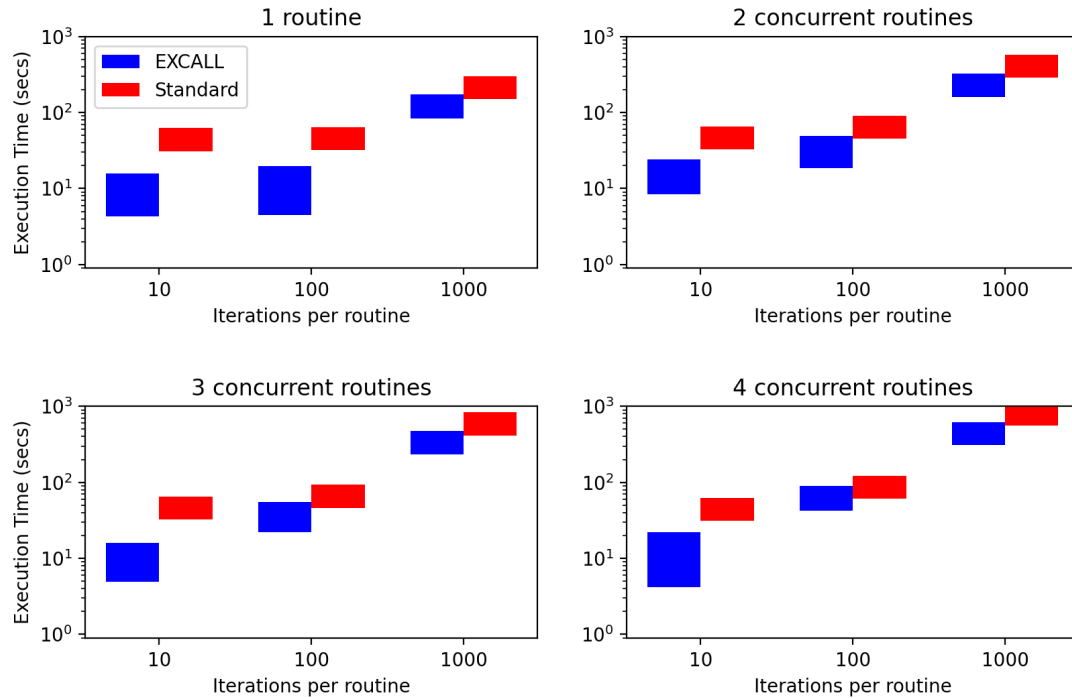 1 routine
10³
10²
10¹
10⁰
Execution Time (secs)
EXCALL
Standard
10
100
1000
Iterations per routine
2 concurrent routines
10³
10²
10¹
10⁰
10
100
1000
Iterations per routine
3 concurrent routines
10³
10²
10¹
10⁰
Execution Time (secs)
10
100
1000
Iterations per routine
4 concurrent routines
10³
10²
10¹
10⁰
10
100
1000
Iterations per routine